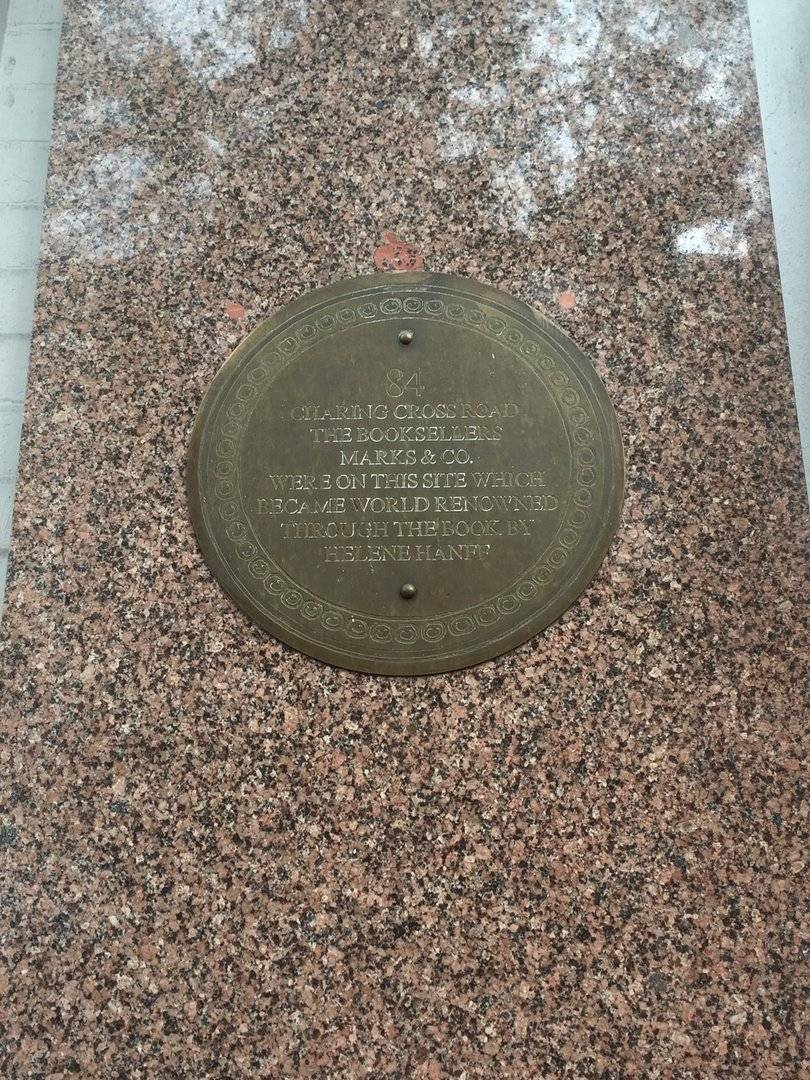 84
CHARING CROSS ROAD
THE BOOKSELLERS
MARKS & CO.
WERE ON THIS SITE WHICH
BECAME WORLD RENOWNED
THROUGH THE BOOK BY
HELENE HANFF